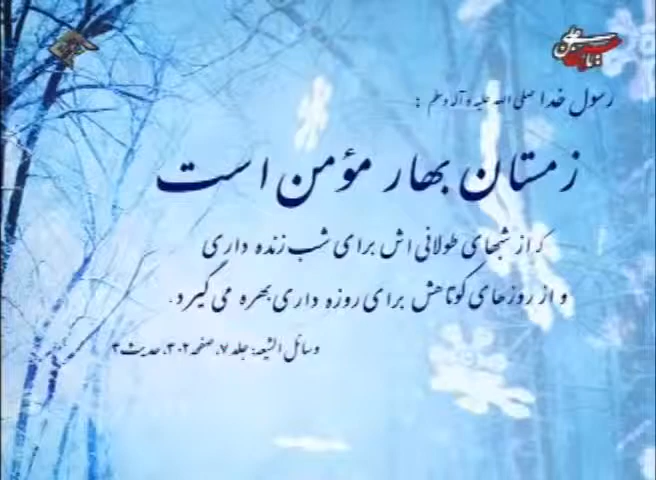 رسول خدا صلی الله علیه و آله وسلم :
زمستان بهار مؤمن است
که از شبهای طولانی اش برای شب زنده داری
و از روزهای کوتاهش برای روزه داری بهره می گیرد.
وسائل الشیعه: جلد ۷، صفحه ۳۰۲، حدیث ۳